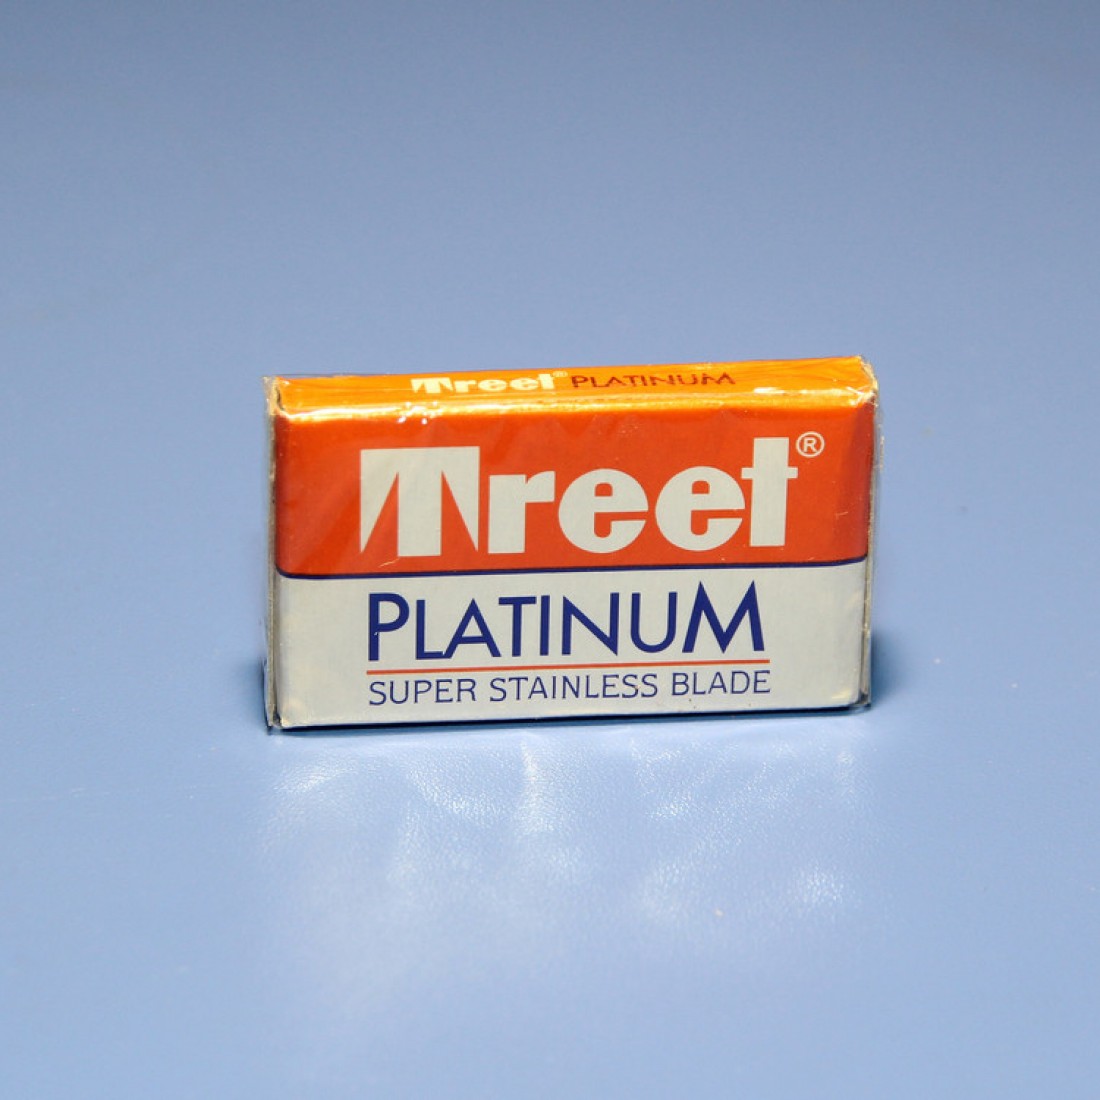 Treet® PLATINUM
Treet®
PLATINUM
SUPER STAINLESS BLADE